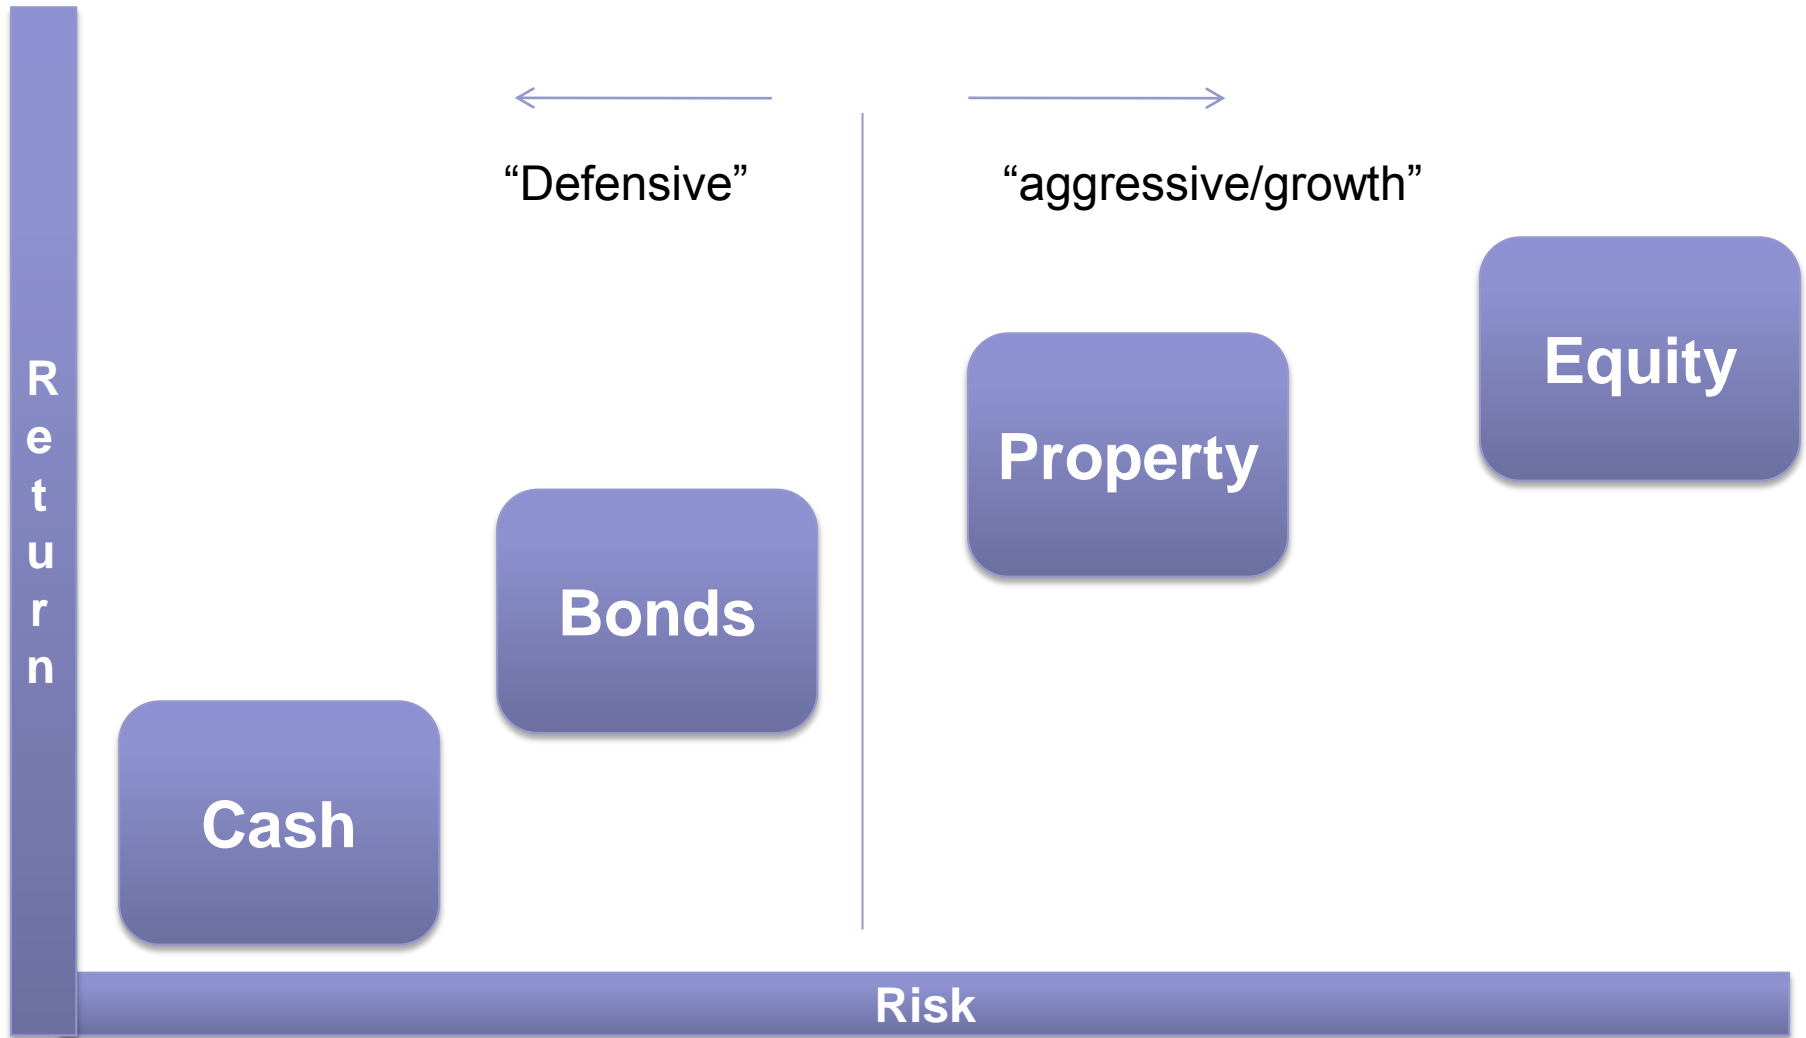 “Defensive”
“aggressive/growth”
Equity
Property
Bonds
Cash
Return
Risk